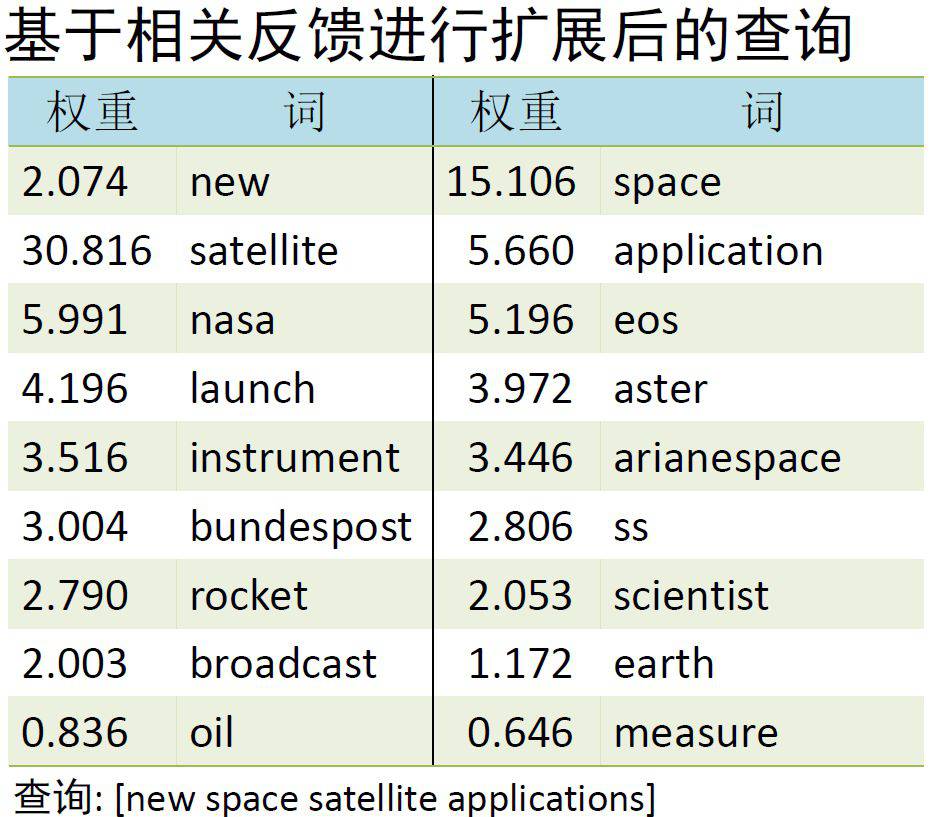 基于相关反馈进行扩展后的查询
权重 词 权重 词
2.074 new 15.106 space
30.816 satellite 5.660 application
5.991 nasa 5.196 eos
4.196 launch 3.972 aster
3.516 instrument 3.446 arianespace
3.004 bundespost 2.806 ss
2.790 rocket 2.053 scientist
2.003 broadcast 1.172 earth
0.836 oil 0.646 measure
查询: [new space satellite applications]